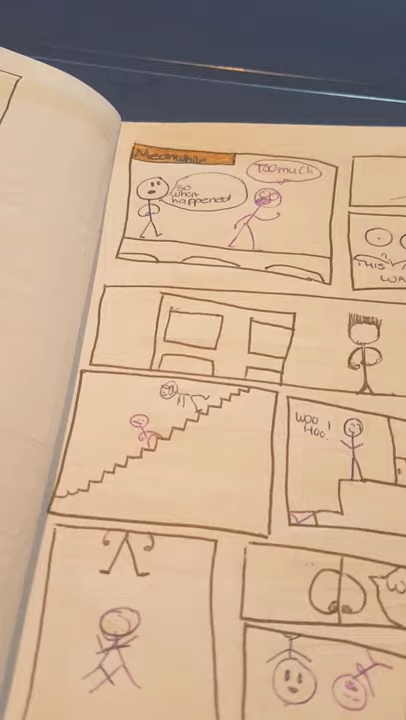 Meanwhile
Too much
so
what
happened
THIS
WA
WOO!
HOO..